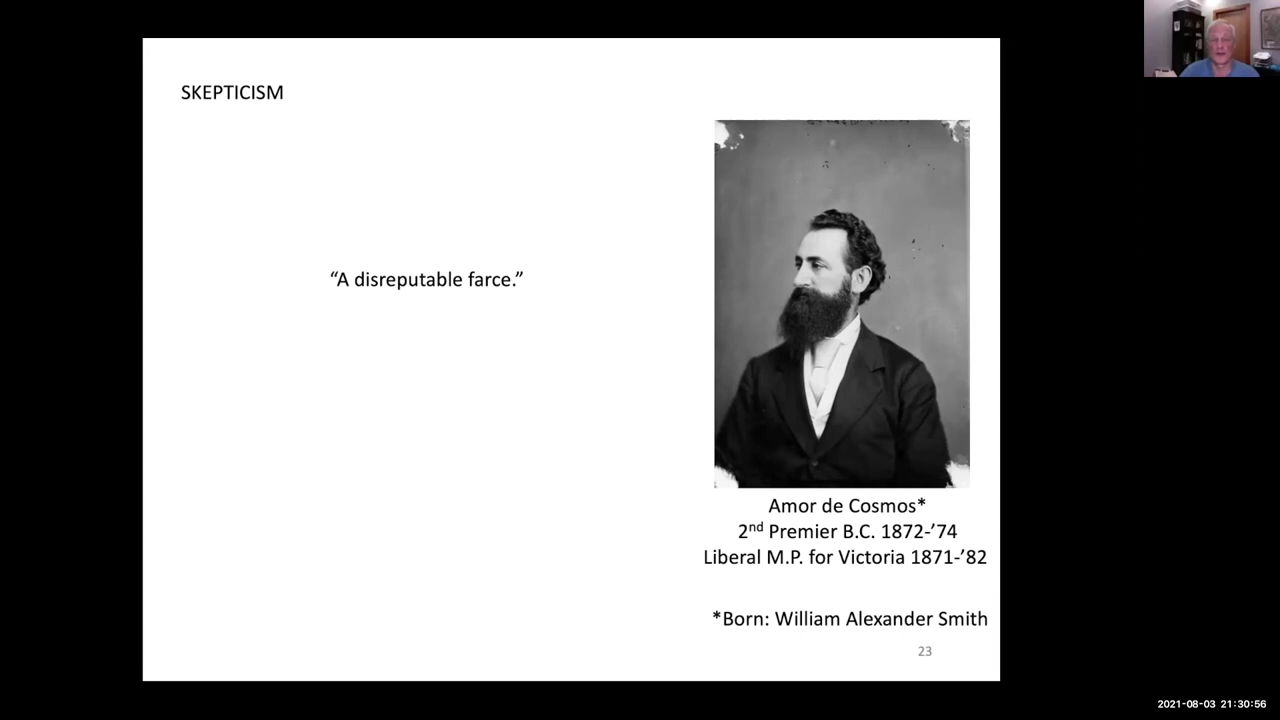 SKEPTICISM
“A disreputable farce.”
Amor de Cosmos*
2nd Premier B.C. 1872-’74
Liberal M.P. for Victoria 1871-’82
*Born: William Alexander Smith
23
2021-08-03 21:30:56